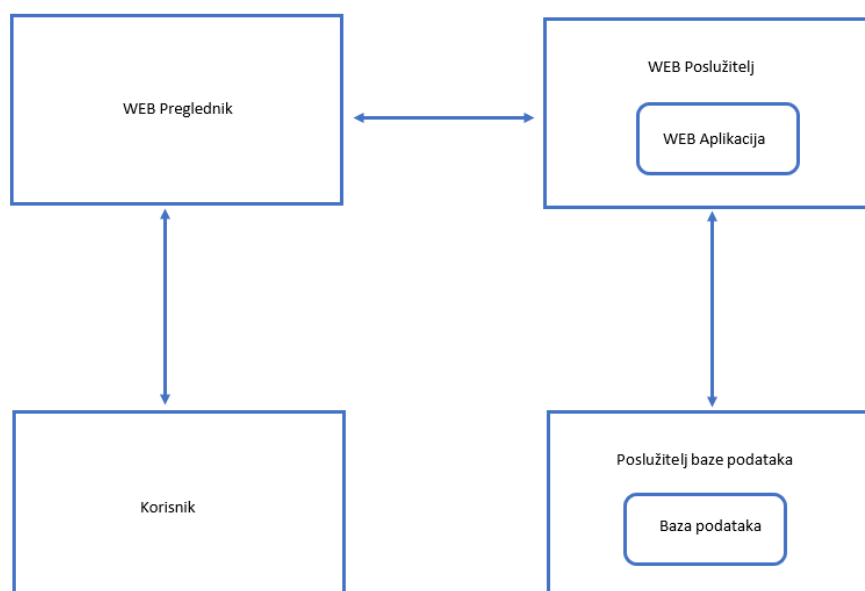 WEB Preglednik
WEB Poslužitelj
WEB Aplikacija
Korisnik
Poslužitelj baze podataka
Baza podataka